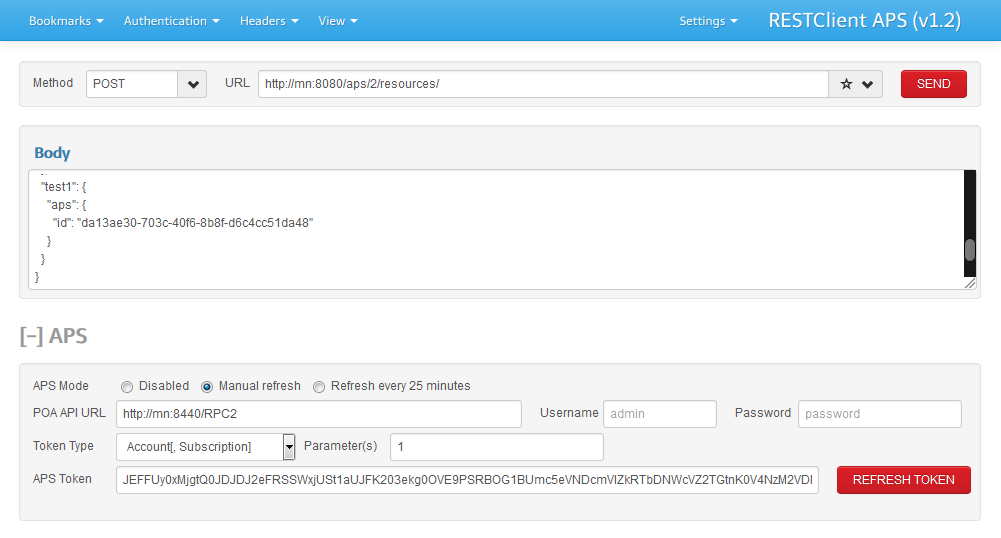 Bookmarks Authentication Headers View Settings RESTClient APS (v1.2)
Method POST URL http://mn:8080/aps/2/resources/ SEND
Body
"test1": {
"aps": {
"id": "da13ae30-703c-40f6-8b8f-d6c4cc51da48"
}
}
}
[-] APS
APS Mode Disabled Manual refresh Refresh every 25 minutes
POA API URL http://mn:8440/RPC2 Username admin Password password
Token Type Account[, Subscription] Parameter(s) 1
APS Token REFRESH TOKEN